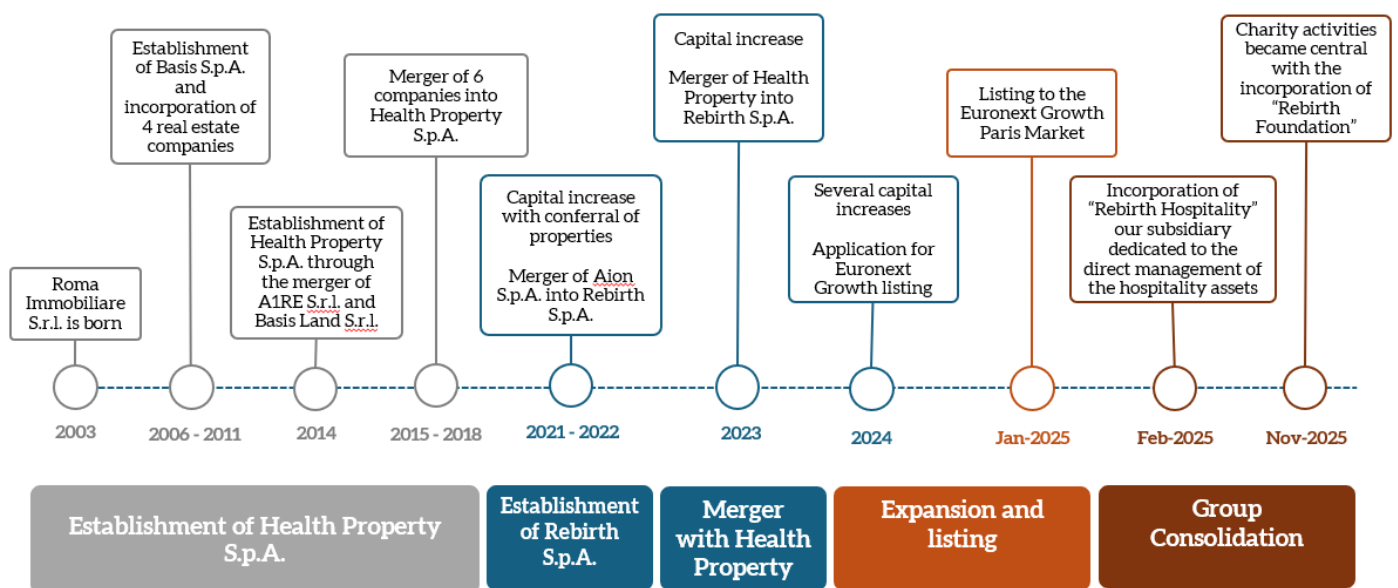 Roma
Immobiliare
S.r.l. is born
Establishment
of Basis S.p.A.
and
incorporation of
4 real estate
companies
Establishment of
Health Property
S.p.A. through
the merger of
A1RE S.r.l. and
Basis Land S.r.l.
Merger of 6
companies into
Health Property
S.p.A.
Capital increase
with conferral of
properties
Merger of Aion
S.p.A. into Rebirth
S.p.A.
Capital increase
Merger of Health
Property into
Rebirth S.p.A.
Several capital
increases
Application for
Euronext
Growth listing
Listing to the
Euronext Growth
Paris Market
Incorporation of
“Rebirth Hospitality”
our subsidiary
dedicated to the
direct management of
the hospitality assets
Charity activities
became central
with the
incorporation of
“Rebirth
Foundation”
2003
2006 - 2011
2014
2015 - 2018
2021 - 2022
2023
2024
Jan-2025
Feb-2025
Nov-2025
Establishment of Health Property
S.p.A.
Establishment
of Rebirth
S.p.A.
Merger
with Health
Property
Expansion and
listing
Group
Consolidation